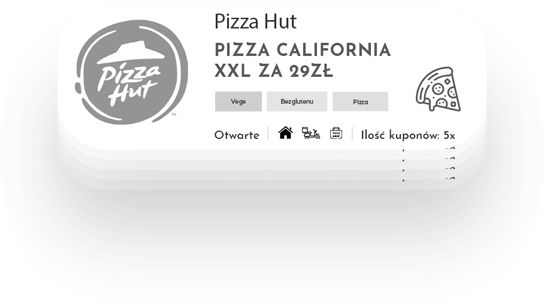 Pizza Hut
Pizza
Hut
PIZZA CALIFORNIA
XXL ZA 29ZŁ
Vege
Bezglutenu
Pizza
Otwarte
Ilość kuponów: 5x